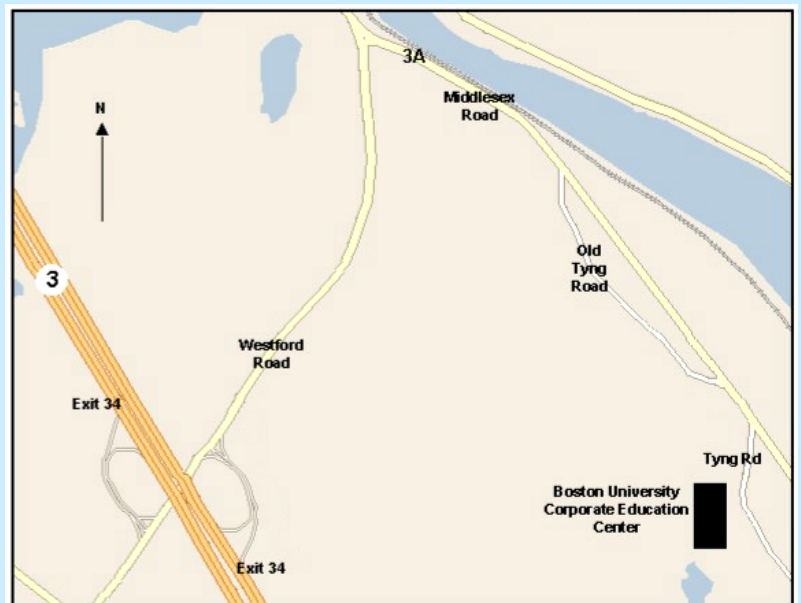 3A
Middlesex
Road
N
Old
Tyng
Road
3
Westford
Road
Exit 34
Tyng Rd
Boston University
Corporate Education
Center
Exit 34